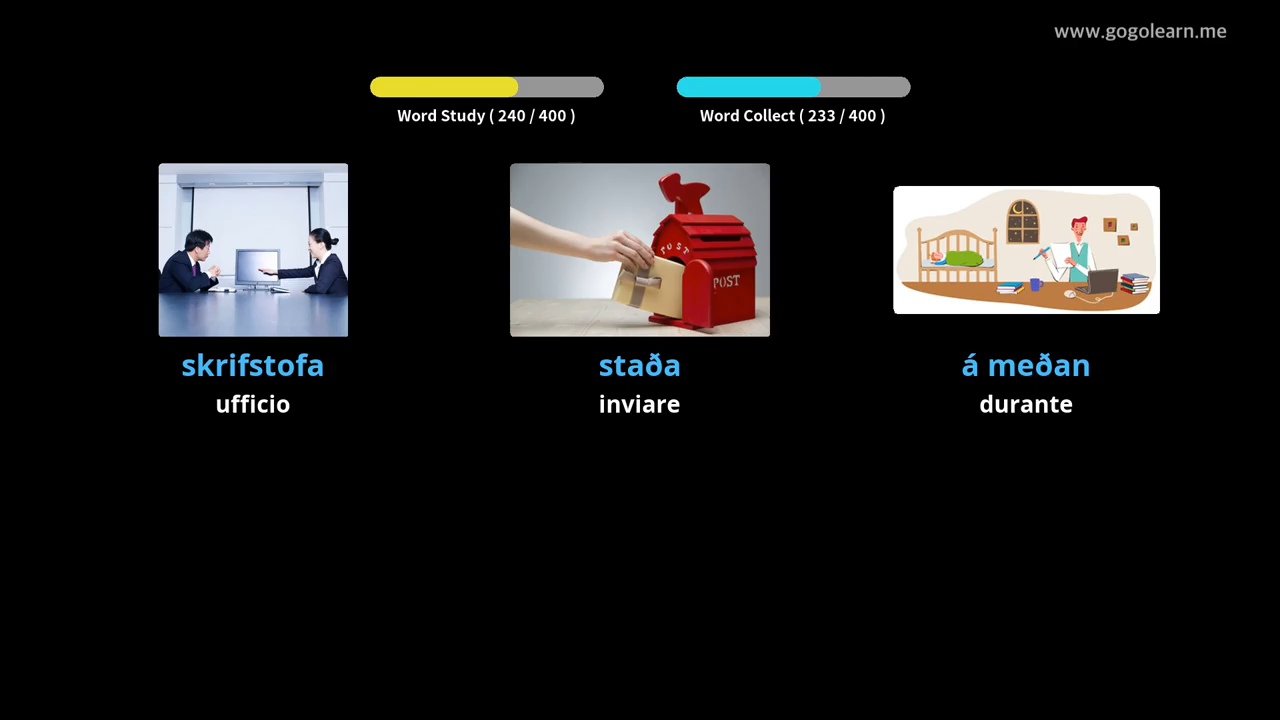 www.gogolearn.me
Word Study ( 240 / 400 )
Word Collect ( 233 / 400 )
POST
POST
skrifstofa
staða
á meðan
ufficio
inviare
durante